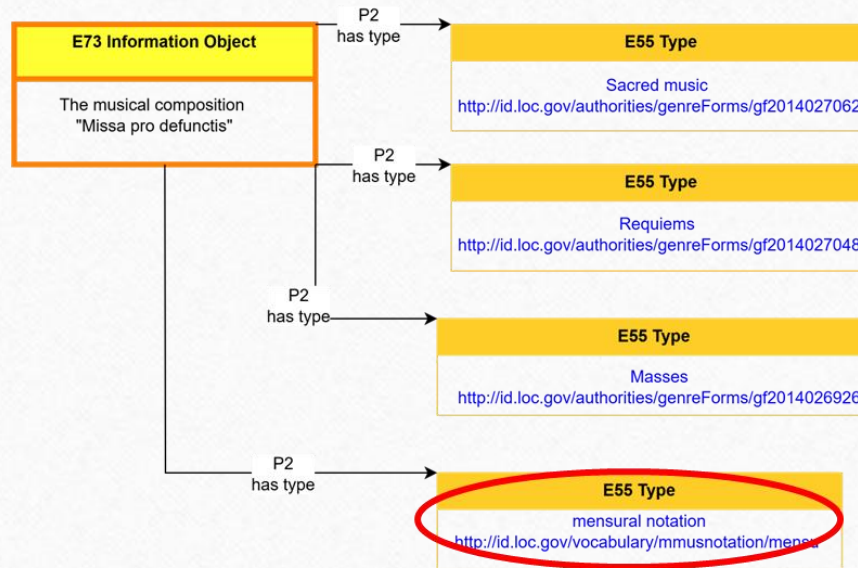 P2
has type
E73 Information Object
The musical composition
"Missa pro defunctis"
E55 Type
Sacred music
http://id.loc.gov/authorities/genreForms/gf2014027062
P2
has type
E55 Type
Requiems
http://id.loc.gov/authorities/genreForms/gf2014027048
P2
has type
E55 Type
Masses
http://id.loc.gov/authorities/genreForms/gf2014026926
P2
has type
E55 Type
mensural notation
http://id.loc.gov/vocabulary/mmusnotation/mensu